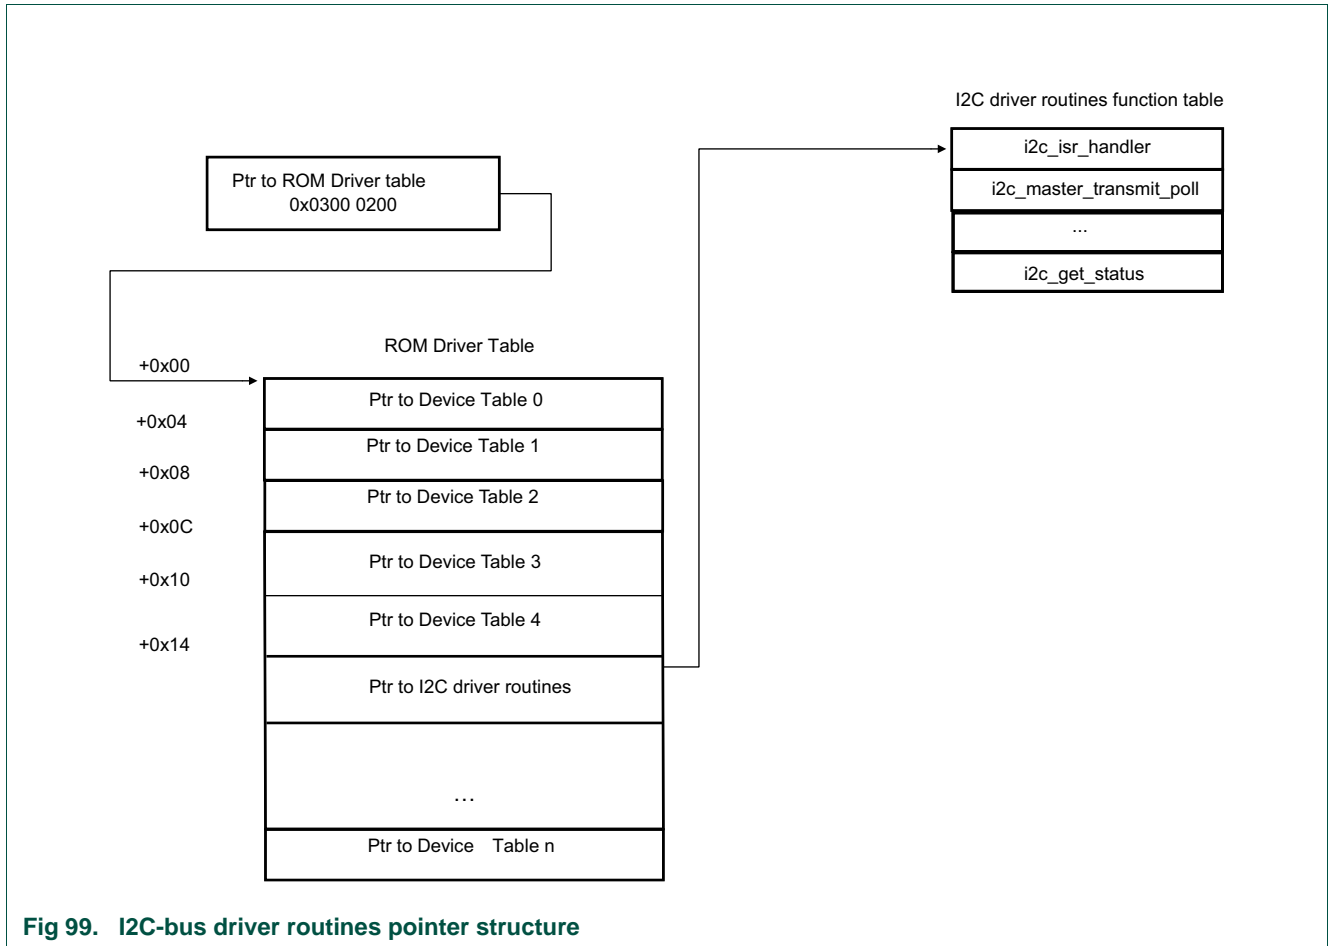 I2C driver routines function table
i2c_isr_handler
i2c_master_transmit_poll
...
i2c_get_status
Ptr to ROM Driver table
0x0300 0200
ROM Driver Table
+0x00
Ptr to Device Table 0
+0x04
Ptr to Device Table 1
+0x08
Ptr to Device Table 2
+0x0C
Ptr to Device Table 3
+0x10
Ptr to Device Table 4
+0x14
Ptr to I2C driver routines
...
Ptr to Device Table n
Fig 99. I2C-bus driver routines pointer structure